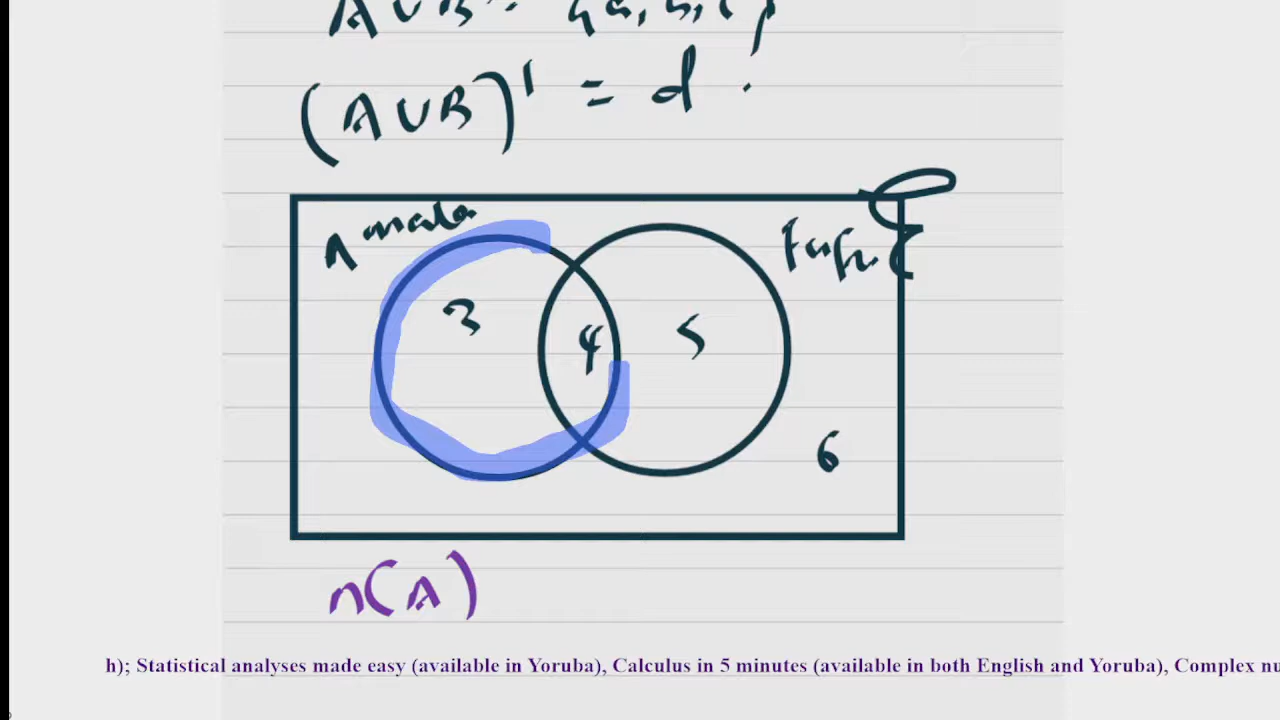 (A∪B)' = d.
Amala
Fufu ξ
3
4
5
6
n(A)
h); Statistical analyses made easy (available in Yoruba), Calculus in 5 minutes (available in both English and Yoruba), Complex nu